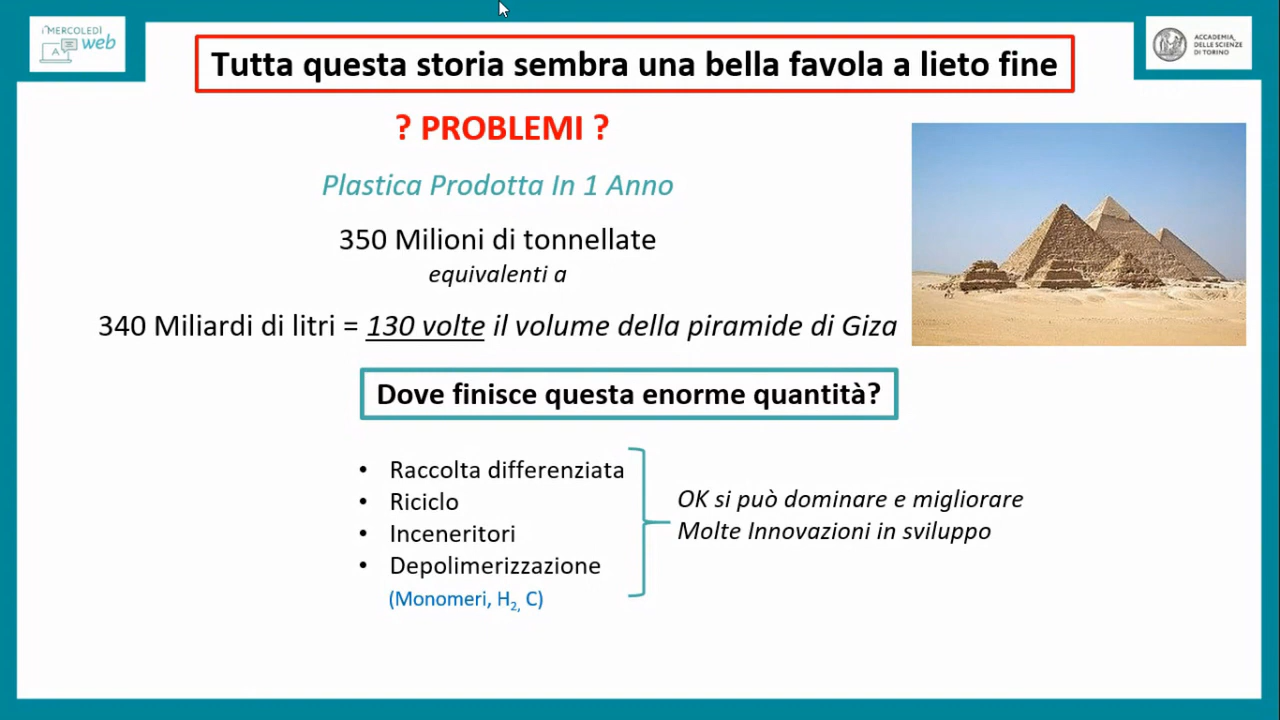 i MERCOLEDÌ
web
A
ACCADEMIA
DELLE SCIENZE
DI TORINO
Tutta questa storia sembra una bella favola a lieto fine
? PROBLEMI ?
Plastica Prodotta In 1 Anno
350 Milioni di tonnellate
equivalenti a
340 Miliardi di litri = 130 volte il volume della piramide di Giza
Dove finisce questa enorme quantità?
• Raccolta differenziata
• Riciclo
• Inceneritori
• Depolimerizzazione
(Monomeri, H2, C)
OK si può dominare e migliorare
Molte Innovazioni in sviluppo